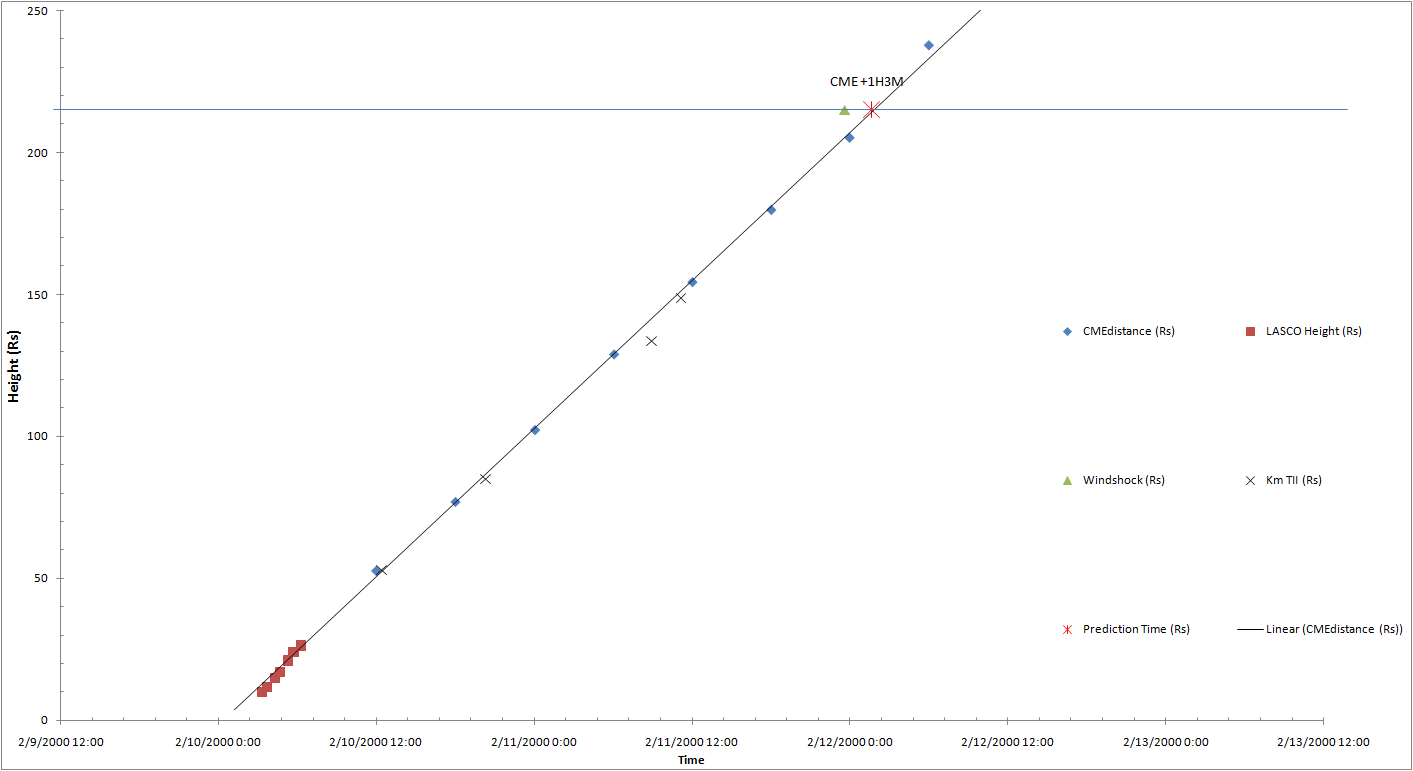 250
CME +1H3M
200
150
Height (Rs)
CMEdistance (Rs) LASCO Height (Rs)
100
Windshock (Rs) Km TII (Rs)
50
Prediction Time (Rs) Linear (CMEdistance (Rs))
0
2/9/2000 12:00 2/10/2000 0:00 2/10/2000 12:00 2/11/2000 0:00 2/11/2000 12:00 2/12/2000 0:00 2/12/2000 12:00 2/13/2000 0:00 2/13/2000 12:00
Time